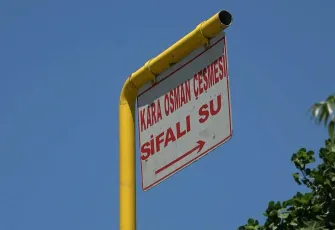 KARA OSMAN ÇEŞMESİ
ŞİFALI SU